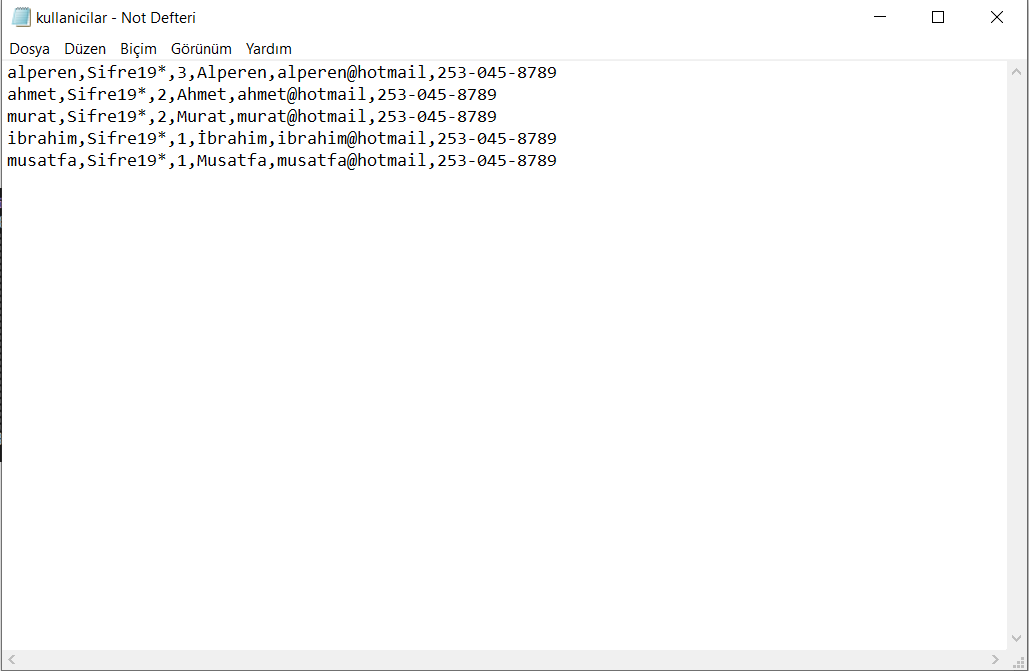 kullanicilar - Not Defteri
Dosya Düzen Biçim Görünüm Yardım
alperen,Sifre19*,3,Alperen,alperen@hotmail,253-045-8789
ahmet,Sifre19*,2,Ahmet,ahmet@hotmail,253-045-8789
murat,Sifre19*,2,Murat,murat@hotmail,253-045-8789
ibrahim,Sifre19*,1,İbrahim,ibrahim@hotmail,253-045-8789
musatfa,Sifre19*,1,Musatfa,musatfa@hotmail,253-045-8789